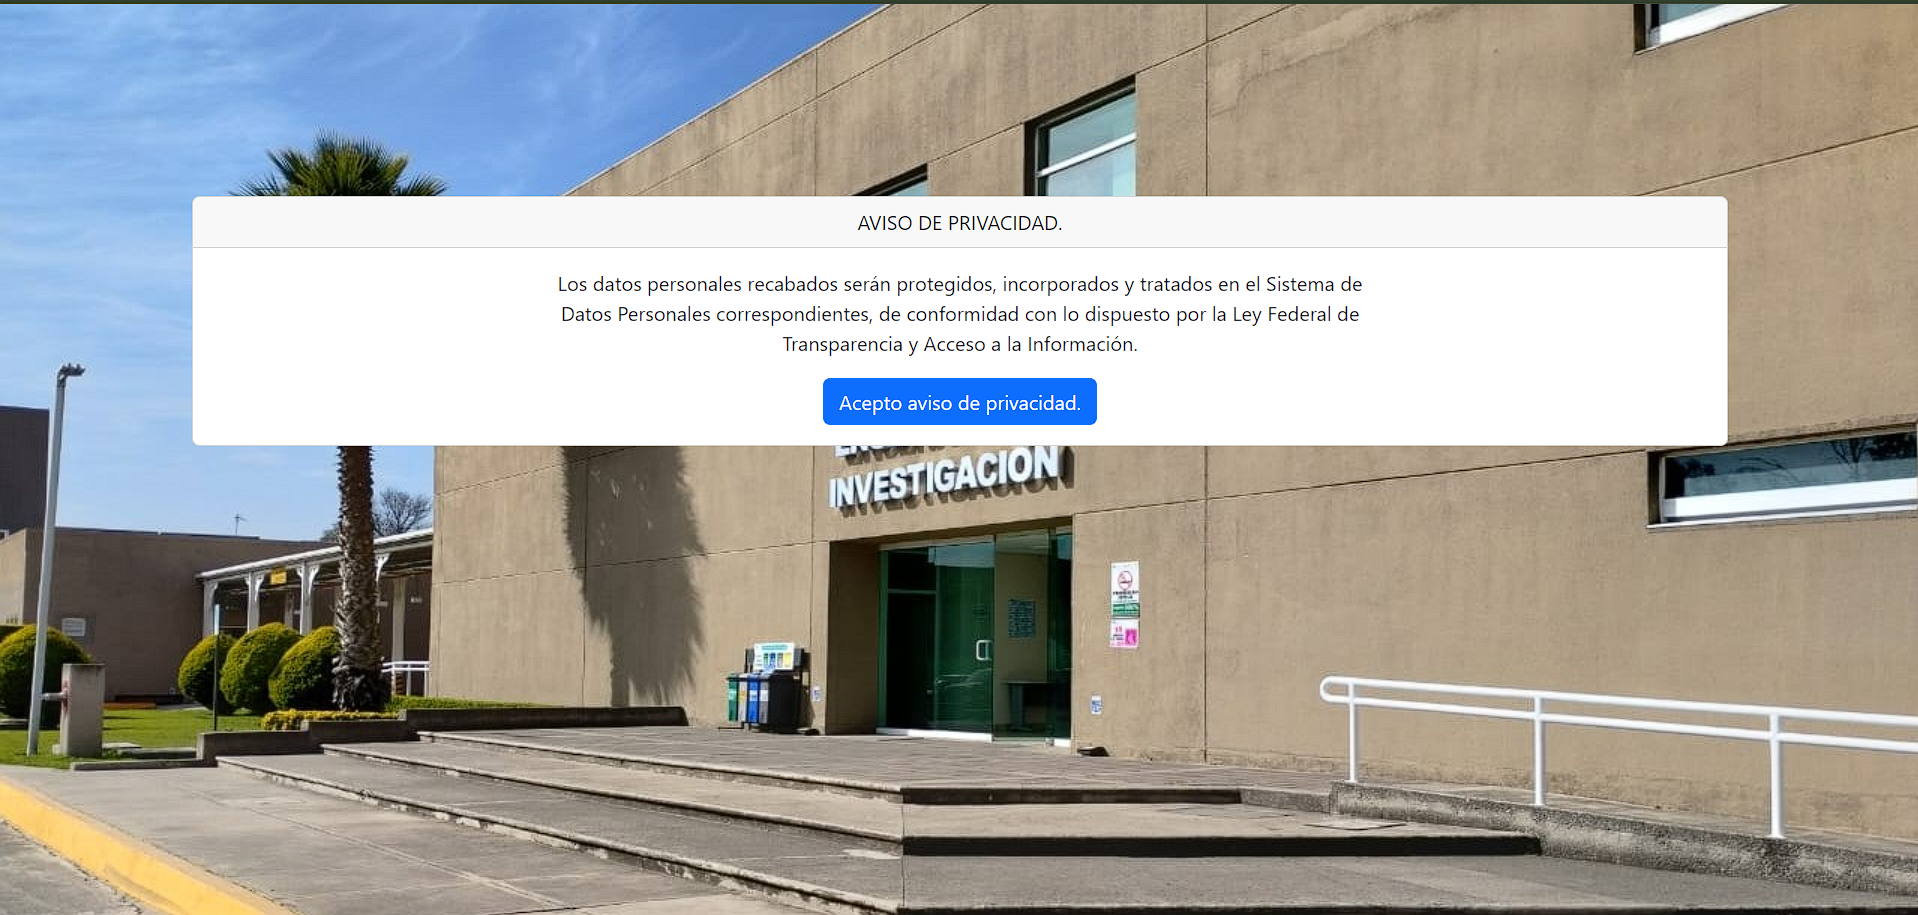 AVISO DE PRIVACIDAD.
Los datos personales recabados serán protegidos, incorporados y tratados en el Sistema de
Datos Personales correspondientes, de conformidad con lo dispuesto por la Ley Federal de
Transparencia y Acceso a la Información.
Acepto aviso de privacidad.
INVESTIGACION